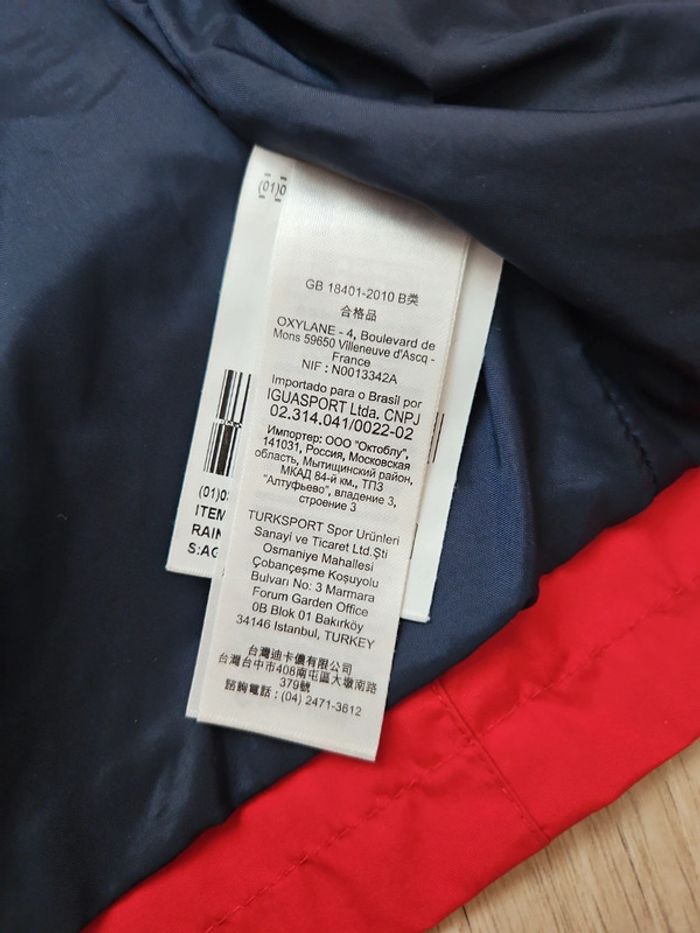 (01)0
GB 18401-2010 B类
合格品
OXYLANE - 4, Boulevard de
Mons 59650 Villeneuve d'Ascq -
France
NIF : N0013342A
Importado para o Brasil por
IGUASPORT Ltda. CNPJ
02.314.041/0022-02
Импортер: ООО "Октоблу",
141031, Россия, Московская
область, Мытищинский район,
МКАД 84-й км., ТПЗ
"Алтуфьево", владение 3,
строение 3
TURKSPORT Spor Urünleri
Sanayi ve Ticaret Ltd.Şti
Osmaniye Mahallesi
Çobançeşme Koşuyolu
Bulvarı No: 3 Marmara
Forum Garden Office
0B Blok 01 Bakırköy
34146 Istanbul, TURKEY
台灣迪卡儂有限公司
台灣台中市408南屯區大墩南路
379號
諮詢電話 : (04) 2471-3612
(01)0
ITEM
RAIN
S:AG